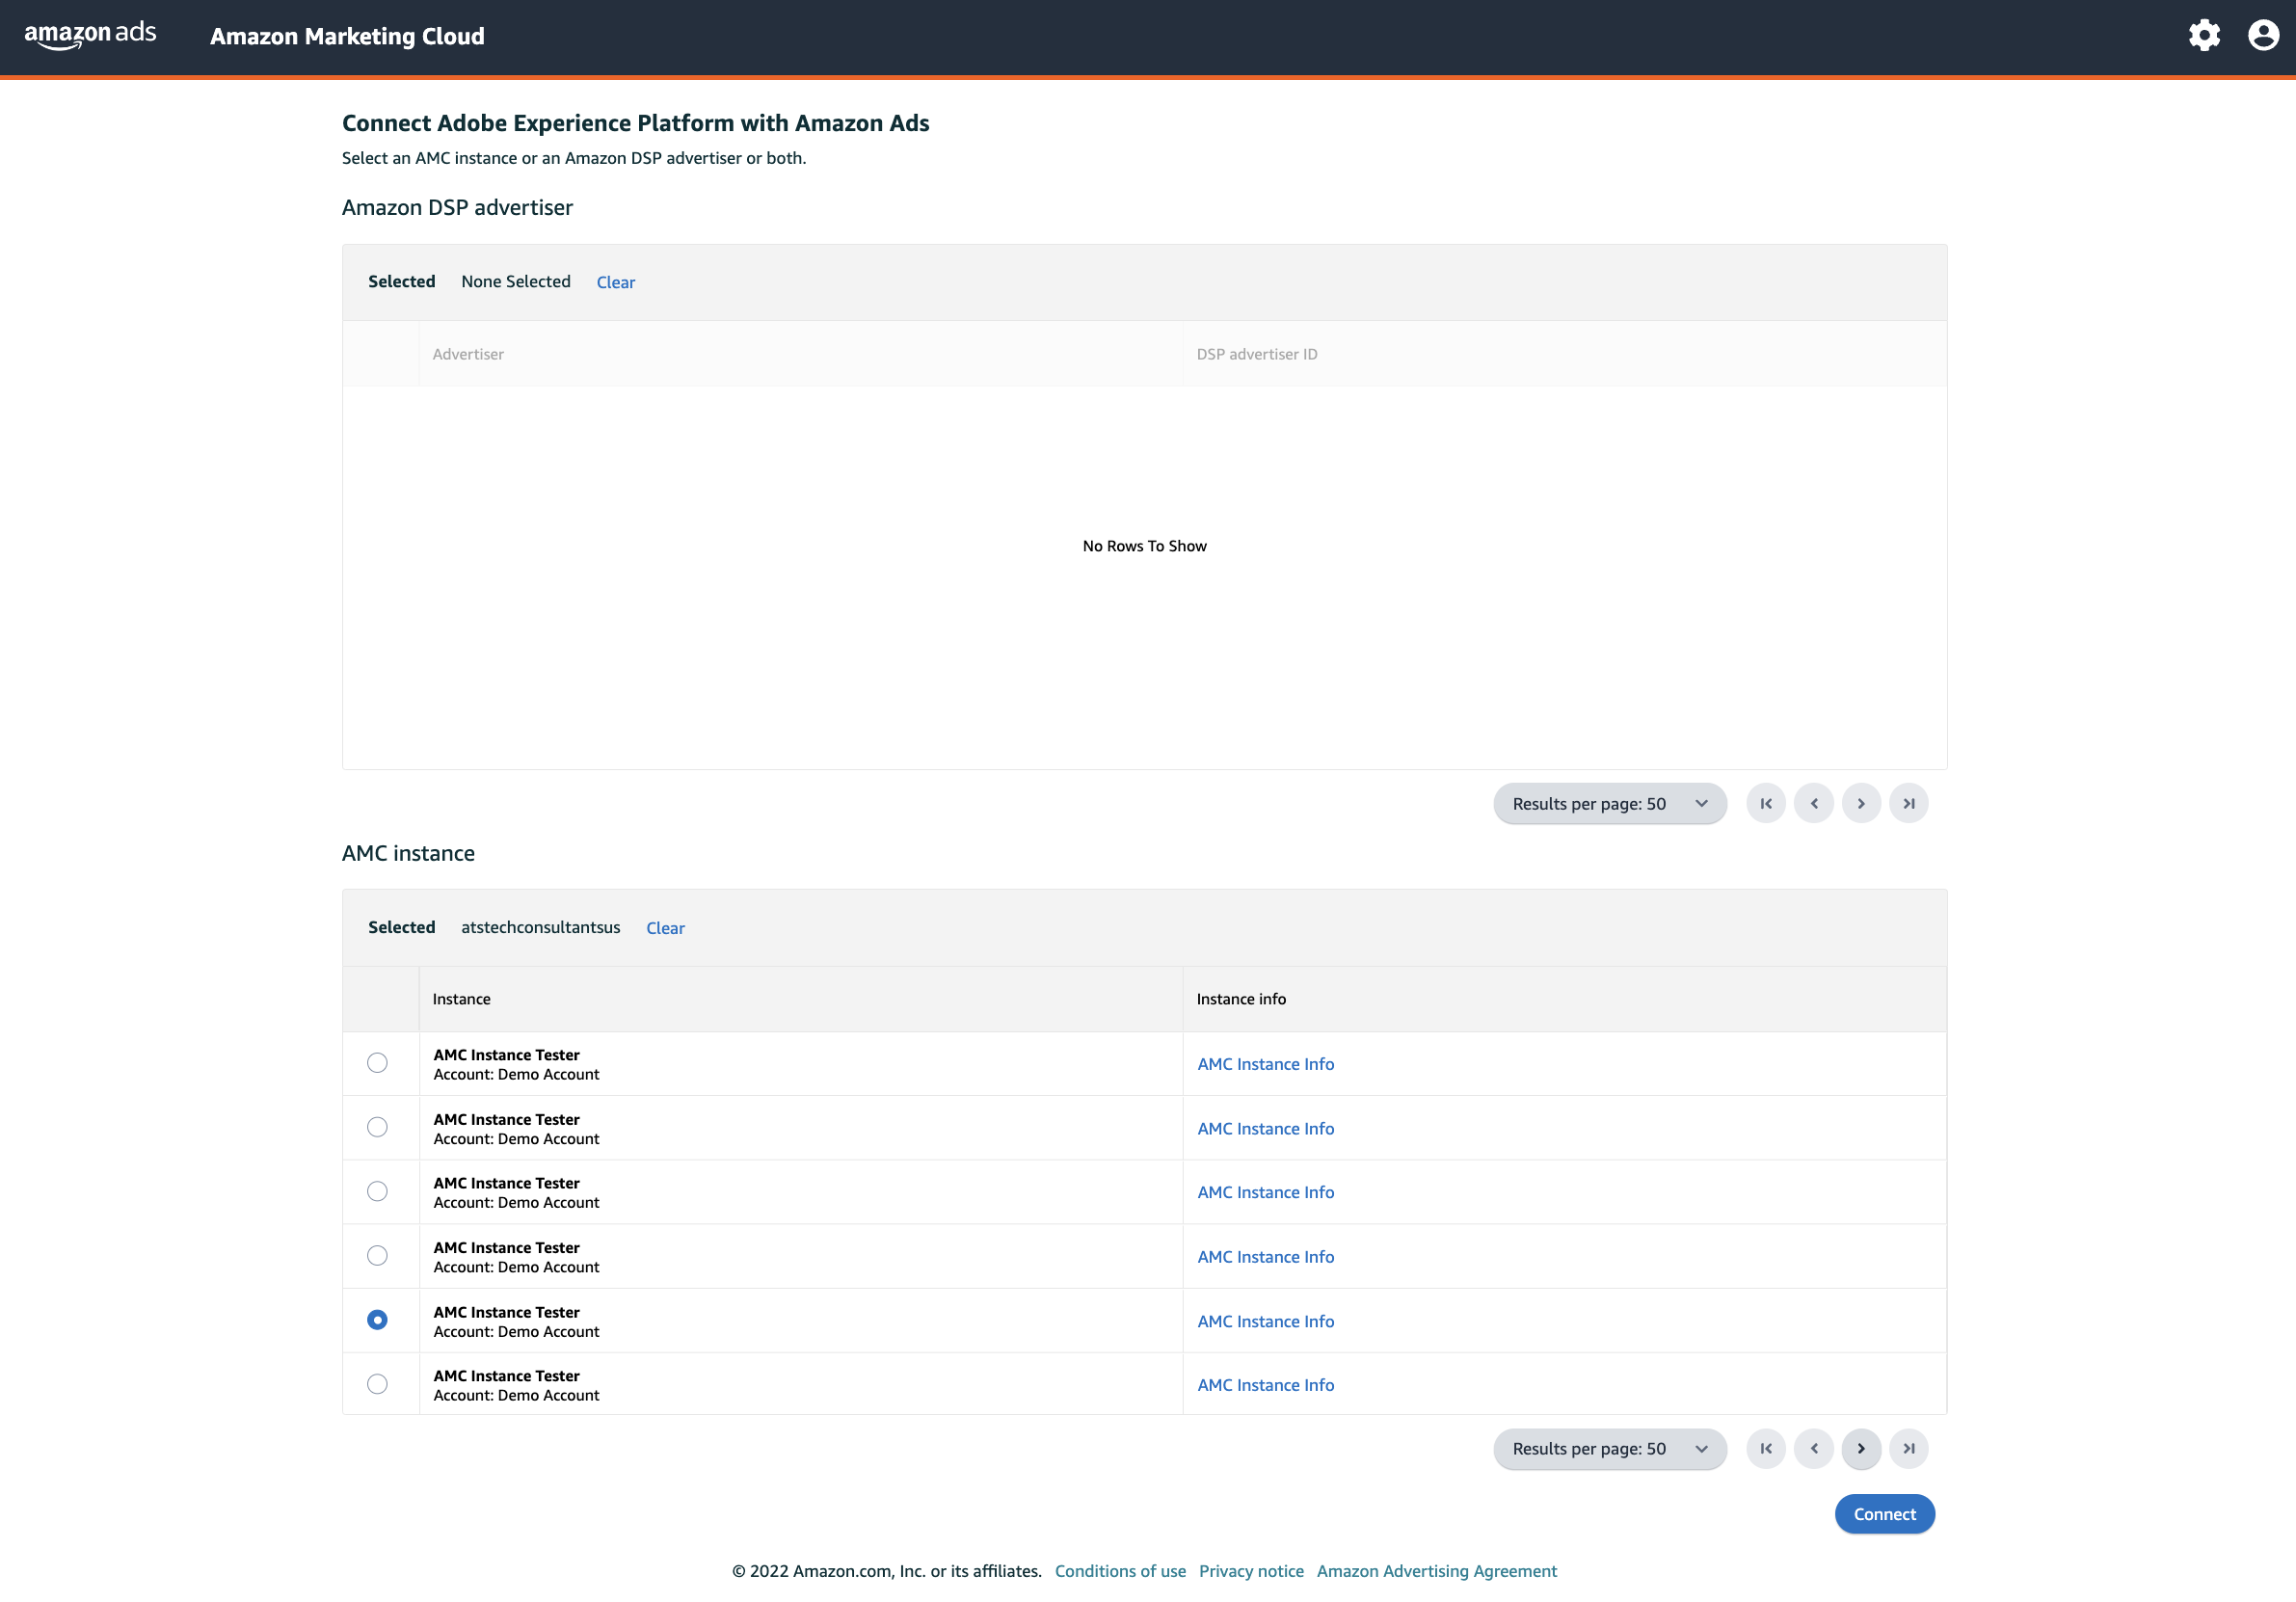 amazon ads Amazon Marketing Cloud
Connect Adobe Experience Platform with Amazon Ads
Select an AMC instance or an Amazon DSP advertiser or both.
Amazon DSP advertiser
Selected None Selected Clear
Advertiser DSP advertiser ID
No Rows To Show
Results per page: 50
AMC instance
Selected atstechconsultantsus Clear
Instance Instance info
AMC Instance Tester
Account: Demo Account
AMC Instance Info
AMC Instance Tester
Account: Demo Account
AMC Instance Info
AMC Instance Tester
Account: Demo Account
AMC Instance Info
AMC Instance Tester
Account: Demo Account
AMC Instance Info
AMC Instance Tester
Account: Demo Account
AMC Instance Info
AMC Instance Tester
Account: Demo Account
AMC Instance Info
Results per page: 50
Connect
© 2022 Amazon.com, Inc. or its affiliates. Conditions of use Privacy notice Amazon Advertising Agreement